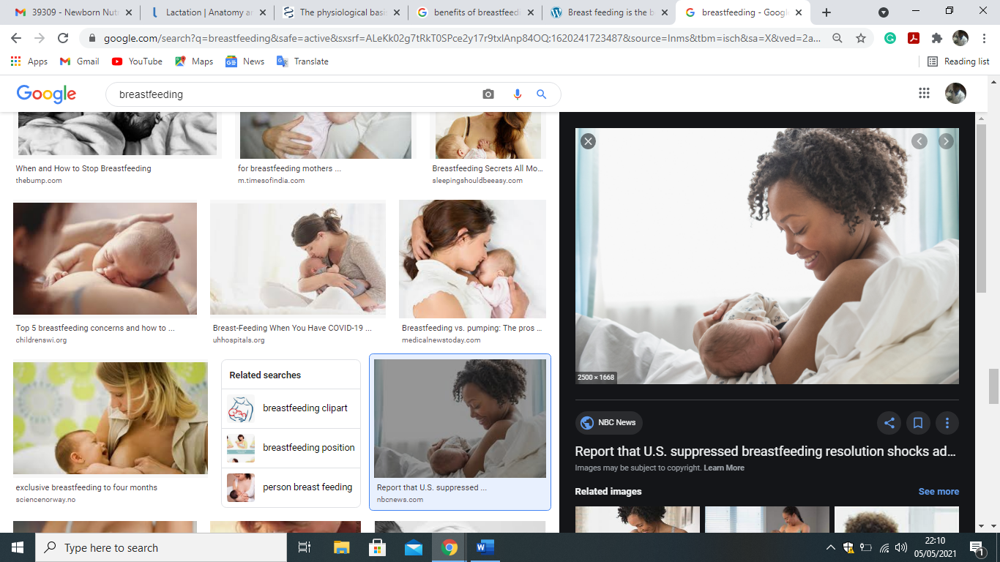 39309 - Newborn Nut
Lactation | Anatomy a
The physiological basi
benefits of breastfeed
Breast feeding is the b
breastfeeding - Googl
google.com/search?q=breastfeeding&safe=active&sxsrf=ALeKk02g7tRkT0SPce2y17r9txlAnp84OQ:1620241723487&source=lnms&tbm=isch&sa=X&ved=2a...
Apps
Gmail
YouTube
Maps
News
Translate
Reading list
Google
breastfeeding
When and How to Stop Breastfeeding
thebump.com
for breastfeeding mothers ...
m.timesofindia.com
Breastfeeding Secrets All Mo...
sleepingshouldbeeasy.com
Top 5 breastfeeding concerns and how to ...
childrenswi.org
Breast-Feeding When You Have COVID-19 ...
uhhospitals.org
Breastfeeding vs. pumping: The pros ...
medicalnewstoday.com
exclusive breastfeeding to four months
sciencenorway.no
Related searches
breastfeeding clipart
breastfeeding position
person breast feeding
Report that U.S. suppressed ...
nbcnews.com
2500 × 1668
NBC News
Report that U.S. suppressed breastfeeding resolution shocks ad...
Images may be subject to copyright. Learn More
Related images
See more
Type here to search
22:10
05/05/2021
1